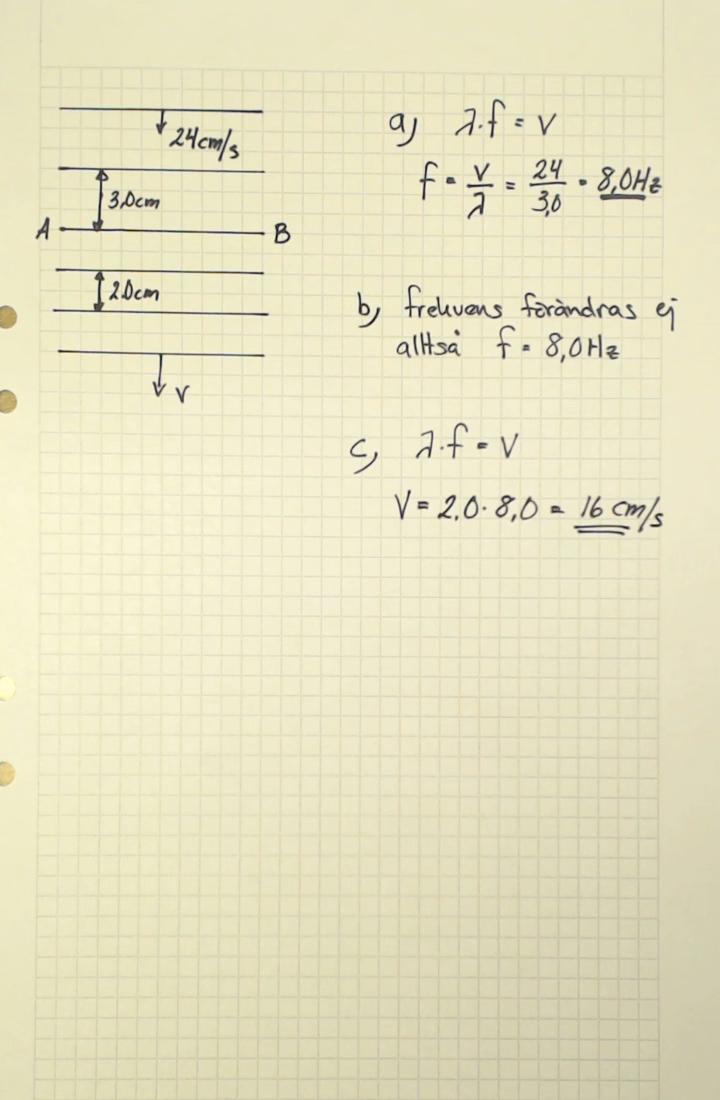 24cm/s
3,0cm
A B
2.0cm
v
a) λ·f = v
f = v/λ = 24/3,0 = 8,0Hz
b) frekvens förändras ej
alltså f = 8,0Hz
c) λ·f = v
V = 2,0·8,0 = 16 cm/s